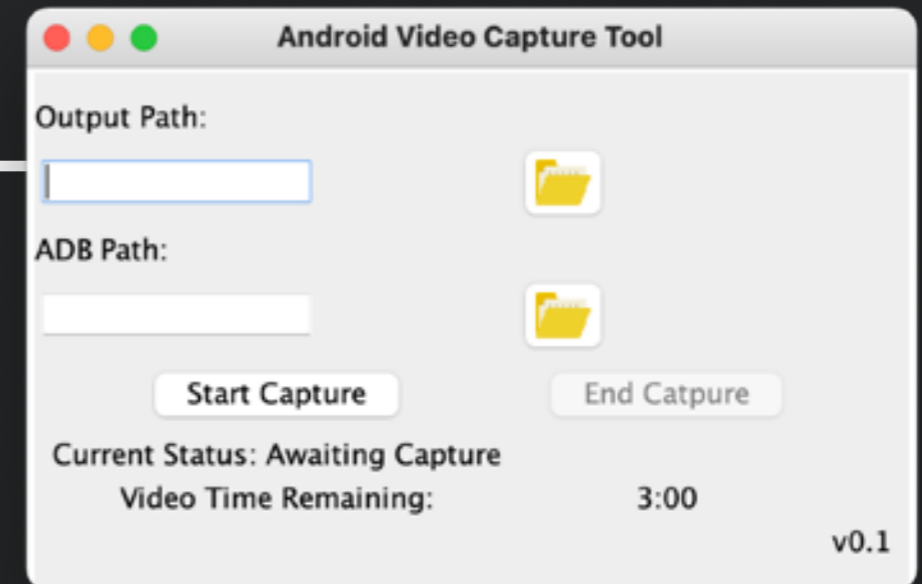 Android Video Capture Tool
Output Path:
ADB Path:
Start Capture End Catpure
Current Status: Awaiting Capture
Video Time Remaining: 3:00
v0.1